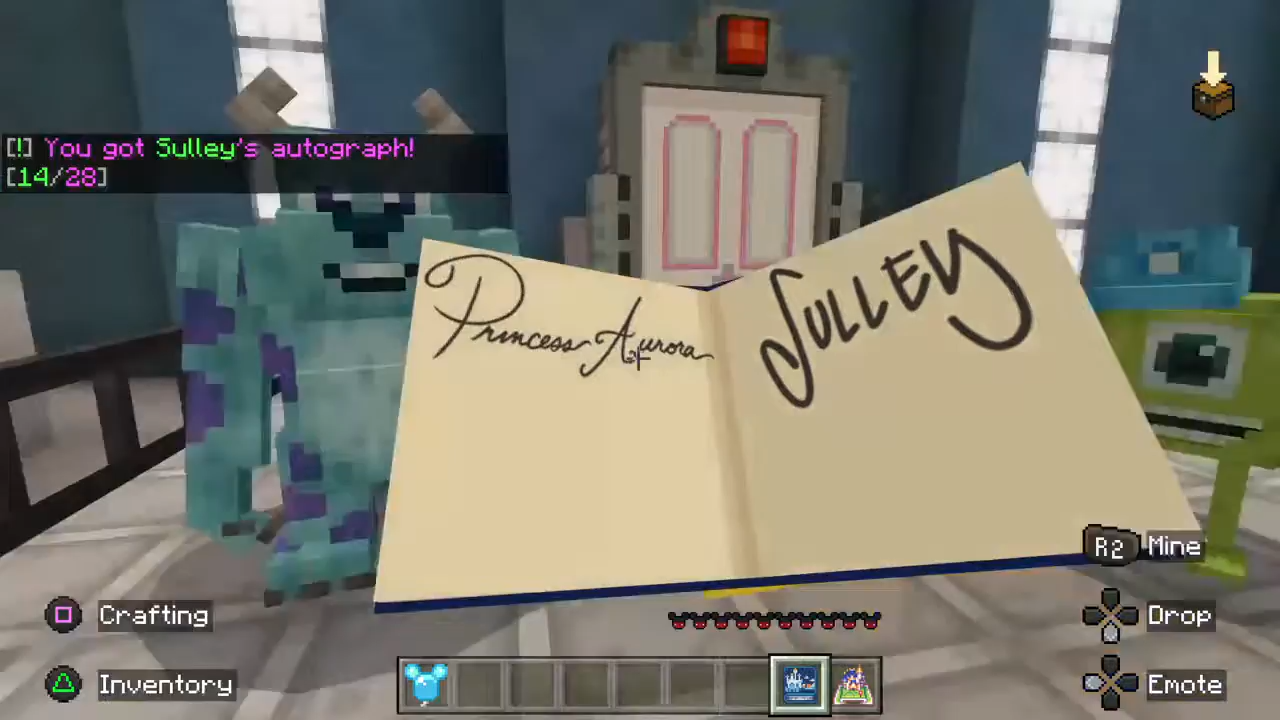 [!] You got Sulley's autograph!
[14/28]
Princess Aurora
SULLEY
R2 Mine
Crafting
Drop
Inventory
Emote